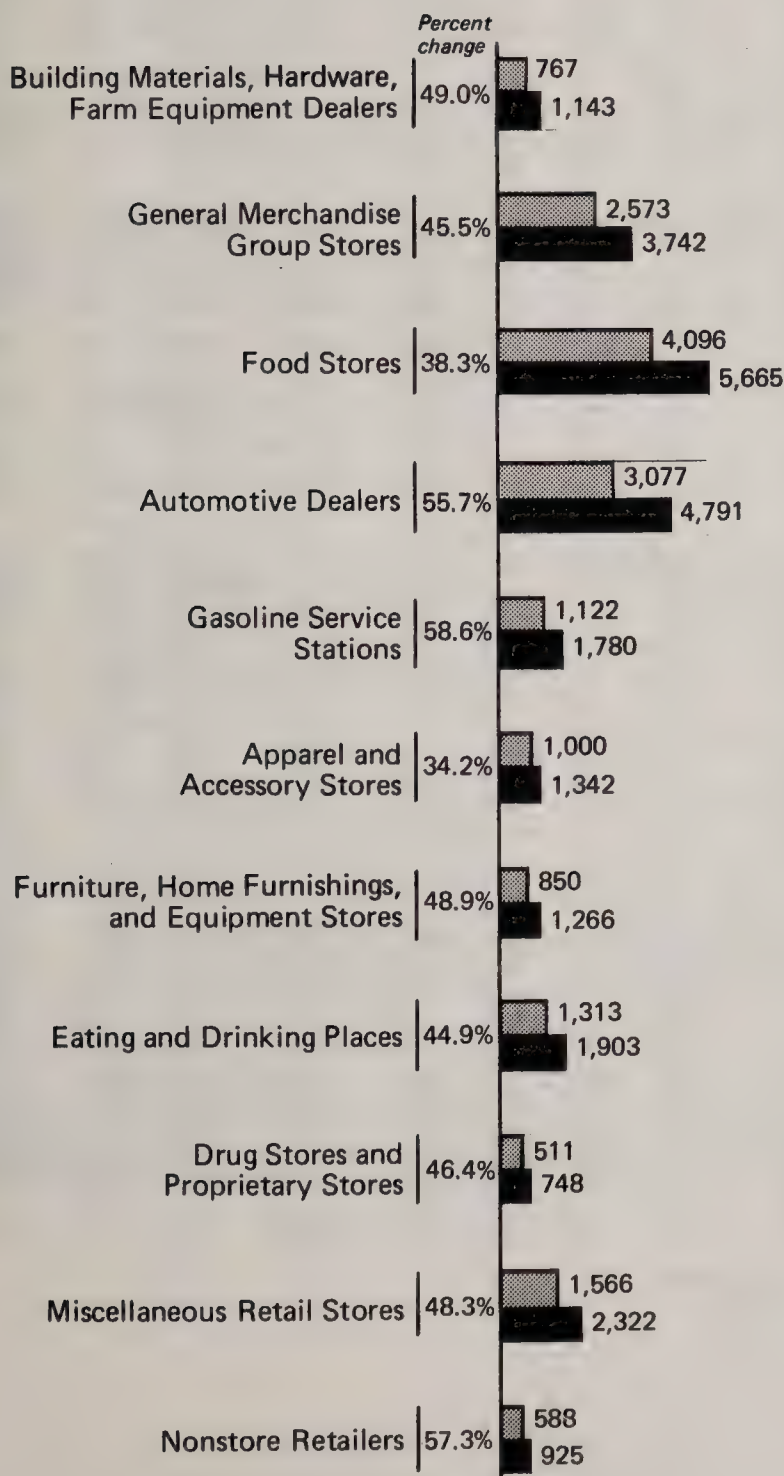 Percent
change
Building Materials, Hardware,
Farm Equipment Dealers
49.0%
767
1,143
General Merchandise
Group Stores
45.5%
2,573
3,742
Food Stores
38.3%
4,096
5,665
Automotive Dealers
55.7%
3,077
4,791
Gasoline Service
Stations
58.6%
1,122
1,780
Apparel and
Accessory Stores
34.2%
1,000
1,342
Furniture, Home Furnishings,
and Equipment Stores
48.9%
850
1,266
Eating and Drinking Places
44.9%
1,313
1,903
Drug Stores and
Proprietary Stores
46.4%
511
748
Miscellaneous Retail Stores
48.3%
1,566
2,322
Nonstore Retailers
57.3%
588
925